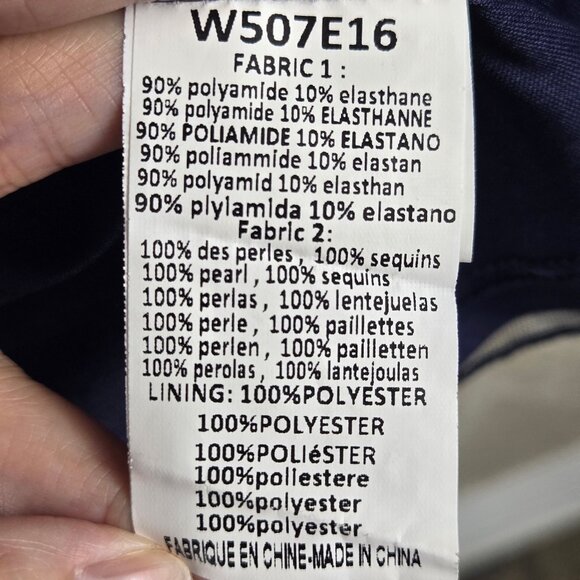 W507E16
FABRIC 1 :
90% polyamide 10% elasthane
90% polyamide 10% ELASTHANNE
90% POLIAMIDE 10% ELASTANO
90% poliammide 10% elastan
90% polyamid 10% elasthan
90% plylamida 10% elastano
Fabric 2:
100% des perles , 100% sequins
100% pearl , 100% sequins
100% perlas , 100% lentejuelas
100% perle , 100% paillettes
100% perlen , 100% pailletten
100% perolas , 100% lantejoulas
LINING: 100%POLYESTER
100%POLYESTER
100%POLIéSTER
100%poliestere
100%polyester
100%polyester
FABRIQUE EN CHINE-MADE IN CHINA